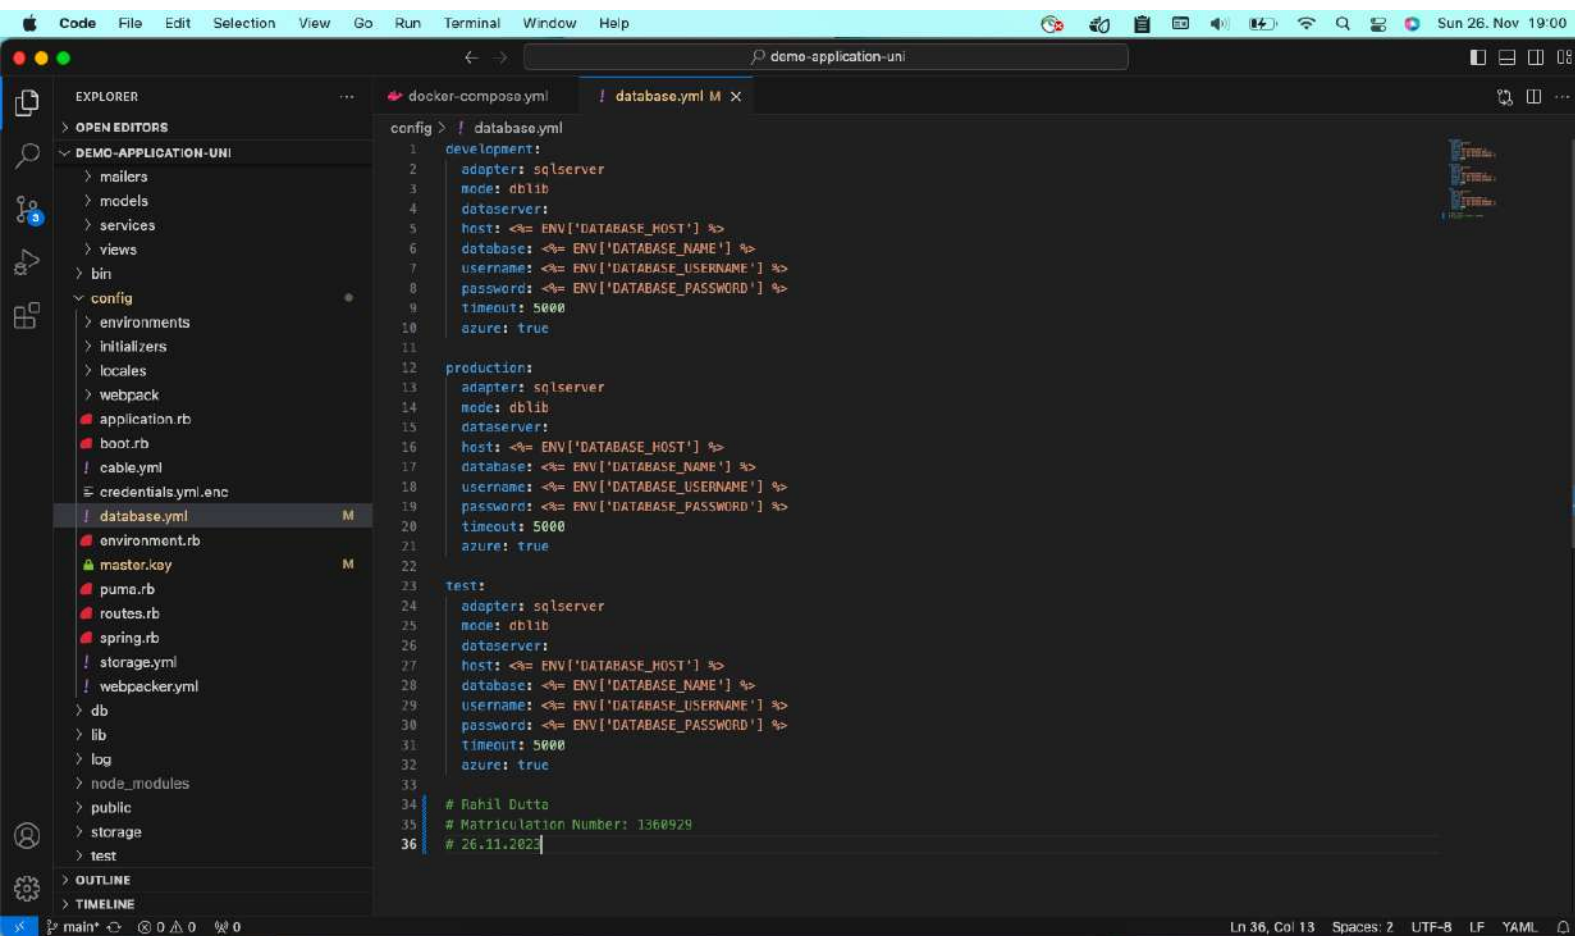 Code File Edit Selection View Go Run Terminal Window Help Sun 26. Nov 19:00
demo-application-uni
EXPLORER
OPEN EDITORS
DEMO-APPLICATION-UNI
mailers
models
services
views
bin
config
environments
initializers
locales
webpack
application.rb
boot.rb
! cable.yml
credentials.yml.enc
! database.yml M
environment.rb
master.key M
puma.rb
routes.rb
spring.rb
! storage.yml
! webpacker.yml
db
lib
log
node_modules
public
storage
test
OUTLINE
TIMELINE
3
docker-compose.yml ! database.yml M
config > ! database.yml
1 development:
2 adapter: sqlserver
3 mode: dblib
4 dataserver:
5 host: <%= ENV['DATABASE_HOST'] %>
6 database: <%= ENV['DATABASE_NAME'] %>
7 username: <%= ENV['DATABASE_USERNAME'] %>
8 password: <%= ENV['DATABASE_PASSWORD'] %>
9 timeout: 5000
10 azure: true
11
12 production:
13 adapter: sqlserver
14 mode: dblib
15 dataserver:
16 host: <%= ENV['DATABASE_HOST'] %>
17 database: <%= ENV['DATABASE_NAME'] %>
18 username: <%= ENV['DATABASE_USERNAME'] %>
19 password: <%= ENV['DATABASE_PASSWORD'] %>
20 timeout: 5000
21 azure: true
22
23 test:
24 adapter: sqlserver
25 mode: dblib
26 dataserver:
27 host: <%= ENV['DATABASE_HOST'] %>
28 database: <%= ENV['DATABASE_NAME'] %>
29 username: <%= ENV['DATABASE_USERNAME'] %>
30 password: <%= ENV['DATABASE_PASSWORD'] %>
31 timeout: 5000
32 azure: true
33
34 # Rahil Dutta
35 # Matriculation Number: 1360929
36 # 26.11.2023
main* 0 0 0 Ln 36, Col 13 Spaces: 2 UTF-8 LF YAML